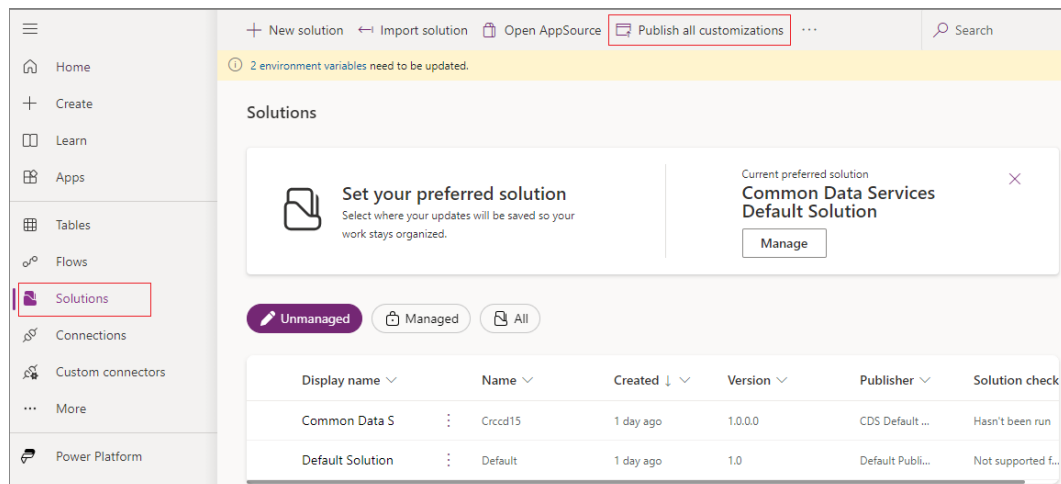 New solution Import solution Open AppSource Publish all customizations ... Search
Home
Create
Learn
Apps
Tables
Flows
Solutions
Connections
Custom connectors
... More
Power Platform
2 environment variables need to be updated.
Solutions
Set your preferred solution
Select where your updates will be saved so your
work stays organized.
Current preferred solution
Common Data Services
Default Solution
Manage
Unmanaged Managed All
Display name Name Created Version Publisher Solution check
Common Data S Crccd15 1 day ago 1.0.0.0 CDS Default ... Hasn't been run
Default Solution Default 1 day ago 1.0 Default Publi... Not supported f...